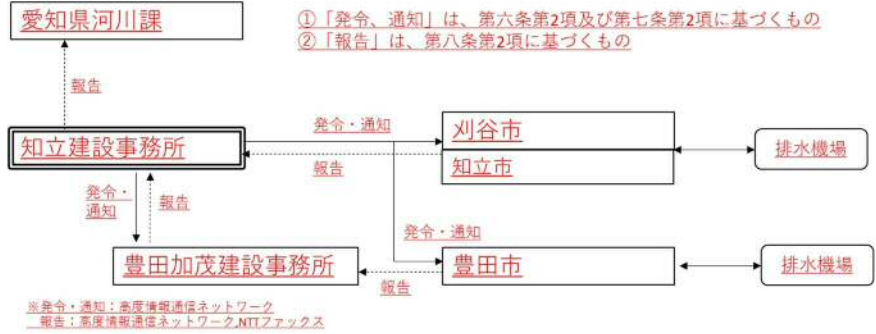 愛知県河川課
①「発令、通知」は、第六条第2項及び第七条第2項に基づくもの
②「報告」は、第八条第2項に基づくもの
報告
知立建設事務所
発令・通知
報告
刈谷市
知立市
排水機場
発令・
通知
報告
発令・通知
豊田加茂建設事務所
報告
豊田市
排水機場
※発令・通知：高度情報通信ネットワーク
報告：高度情報通信ネットワーク,NTTファックス